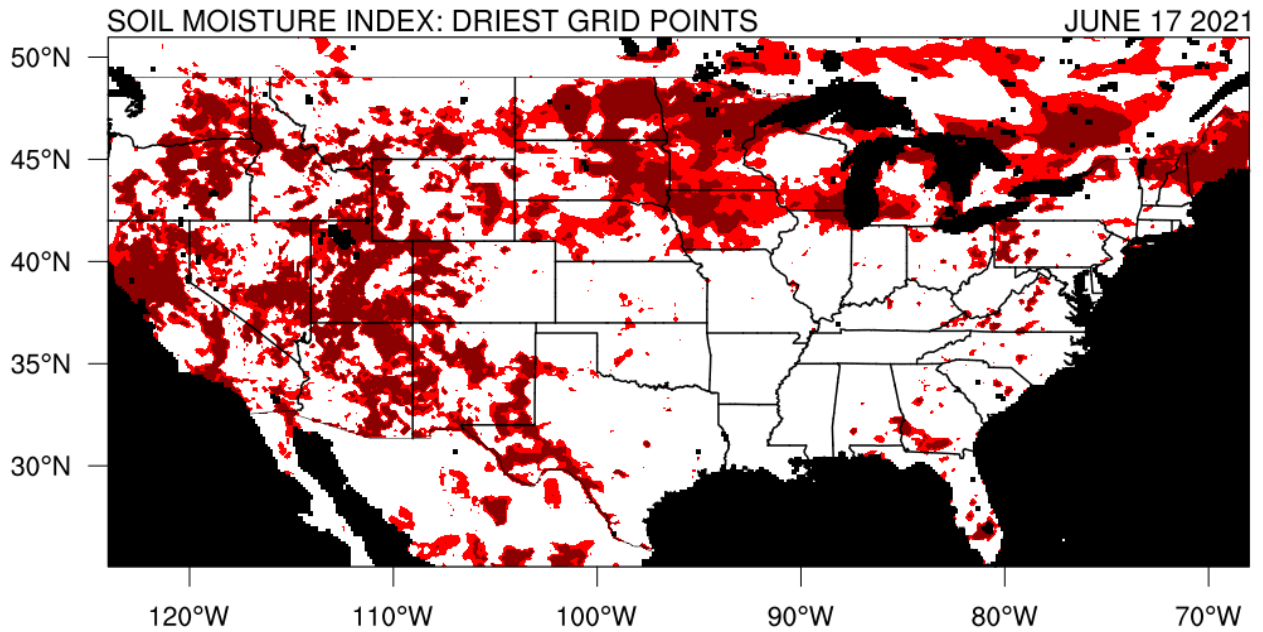 SOIL MOISTURE INDEX: DRIEST GRID POINTS JUNE 17 2021
50°N
45°N
40°N
35°N
30°N
120°W 110°W 100°W 90°W 80°W 70°W